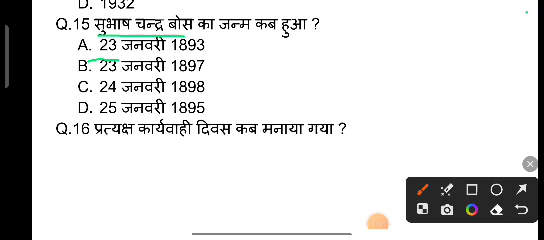 D. 1932
Q.15 सुभाष चन्द्र बोस का जन्म कब हुआ ?
A. 23 जनवरी 1893
B. 23 जनवरी 1897
C. 24 जनवरी 1898
D. 25 जनवरी 1895
Q.16 प्रत्यक्ष कार्यवाही दिवस कब मनाया गया ?